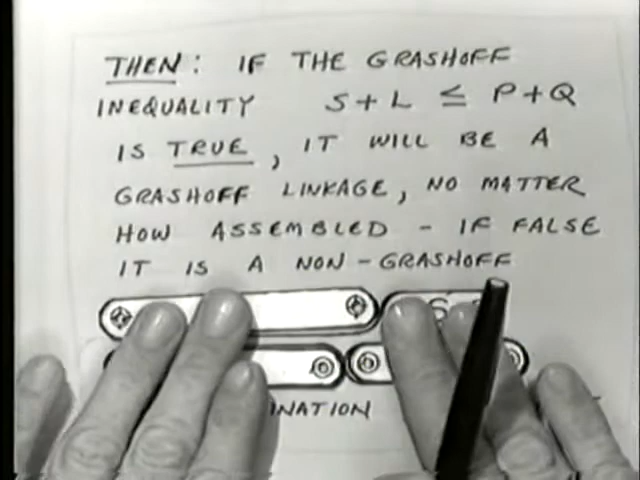 THEN: IF THE GRASHOFF
INEQUALITY S+L ≤ P+Q
IS TRUE, IT WILL BE A
GRASHOFF LINKAGE, NO MATTER
HOW ASSEMBLED - IF FALSE
IT IS A NON-GRASHOFF
S
INATION